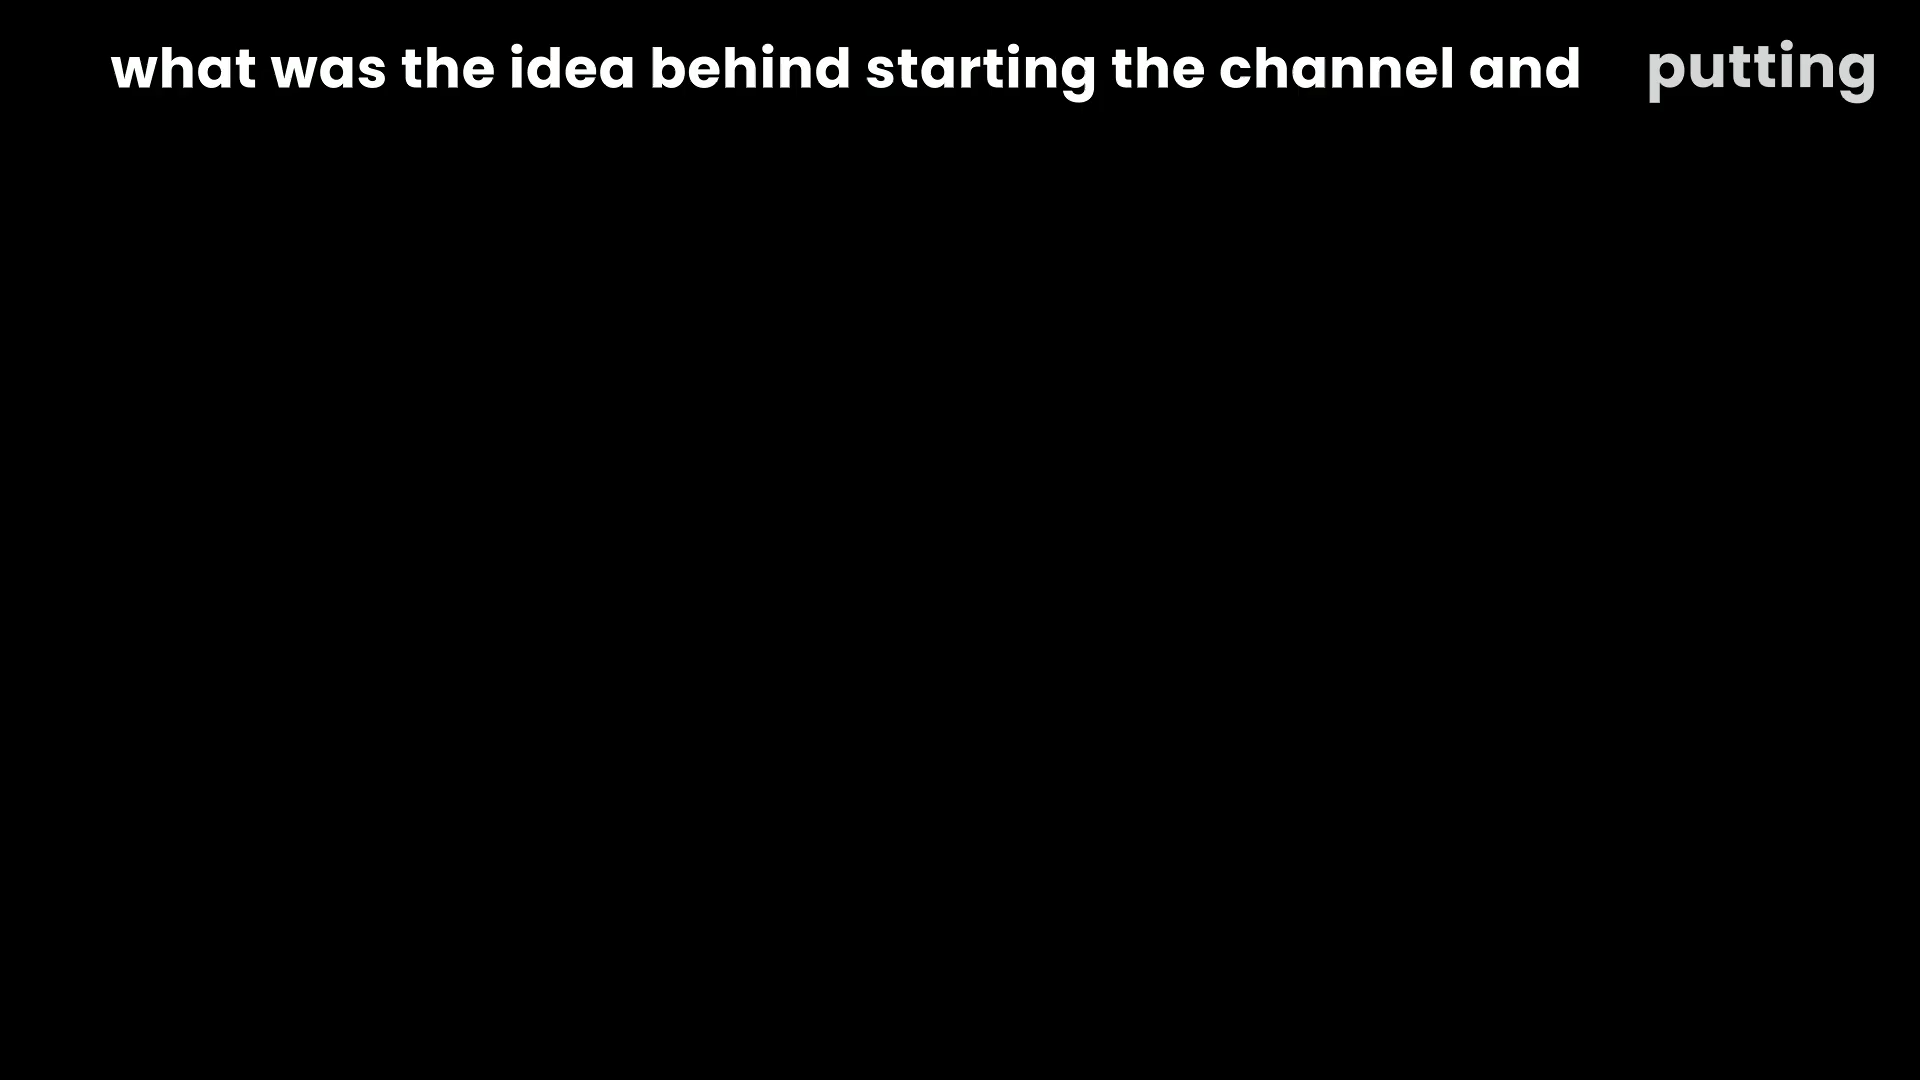 what was the idea behind starting the channel and putting